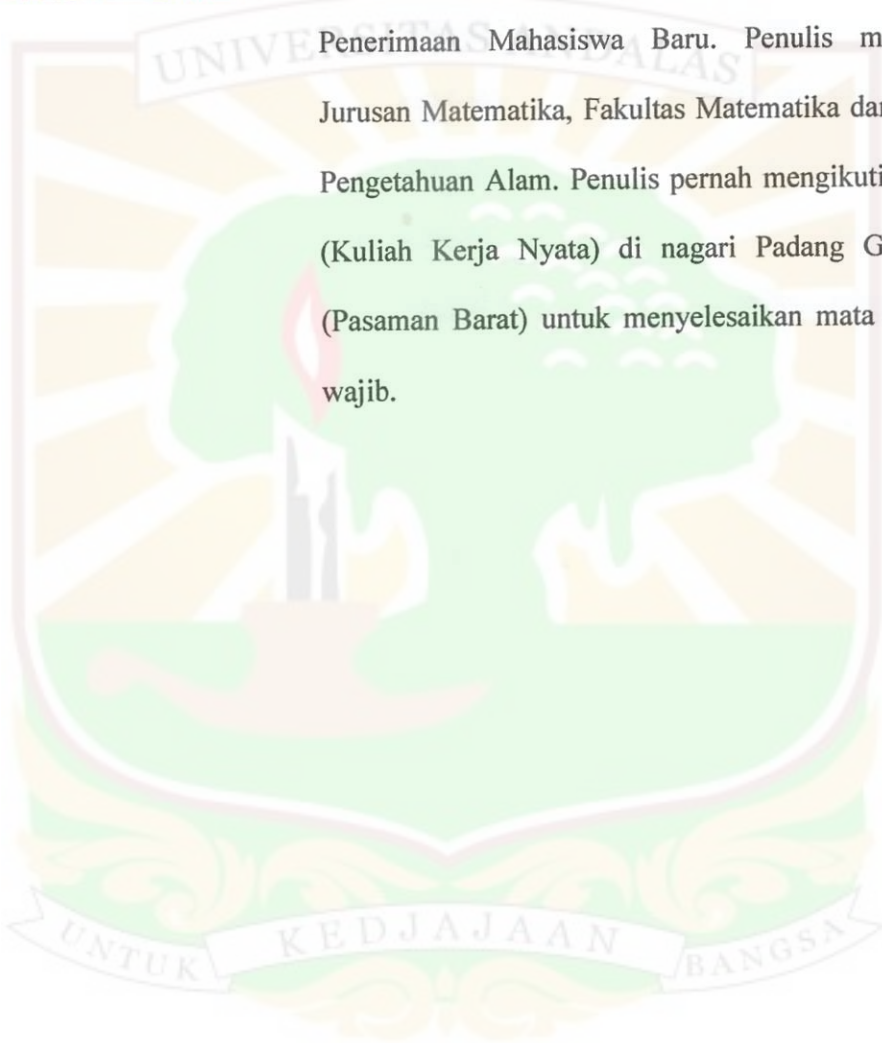 UNIVERSITAS ANDALAS
Penerimaan Mahasiswa Baru. Penulis m
Jurusan Matematika, Fakultas Matematika dan
Pengetahuan Alam. Penulis pernah mengikuti
(Kuliah Kerja Nyata) di nagari Padang G
(Pasaman Barat) untuk menyelesaikan mata
wajib.
UNTUK KEDJAJAAN BANGSA